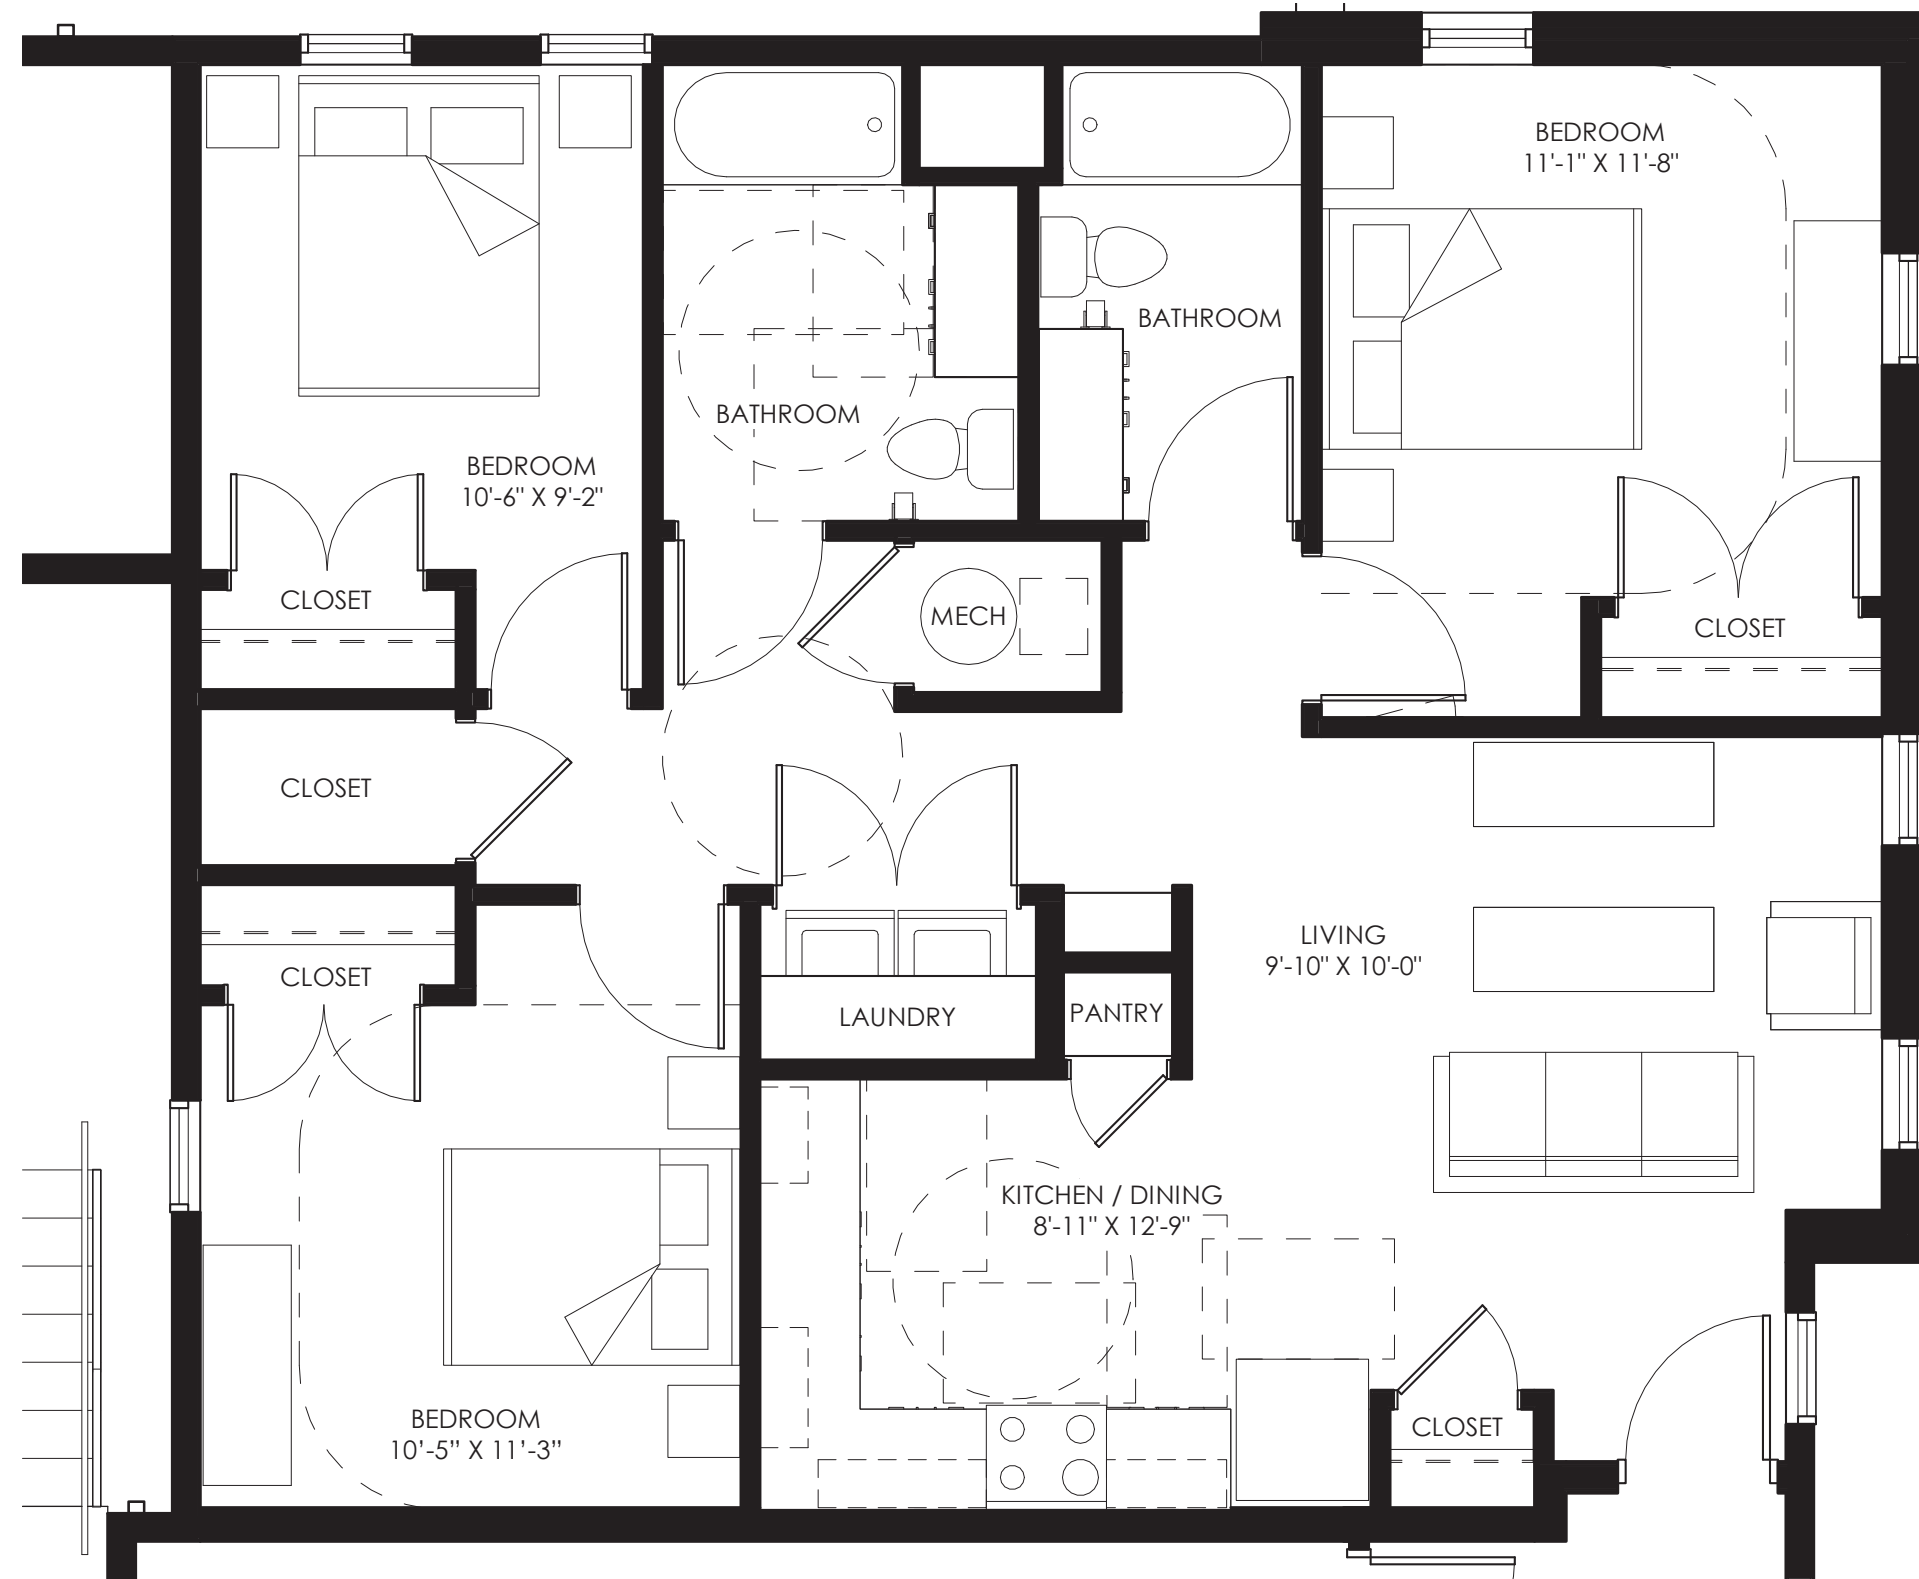 BEDROOM
11'-1" X 11'-8"
BATHROOM
BATHROOM
BEDROOM
10'-6" X 9'-2"
CLOSET
MECH
CLOSET
CLOSET
LIVING
9'-10" X 10'-0"
CLOSET
LAUNDRY
PANTRY
KITCHEN / DINING
8'-11" X 12'-9"
BEDROOM
10’-5” X 11’-3”
CLOSET